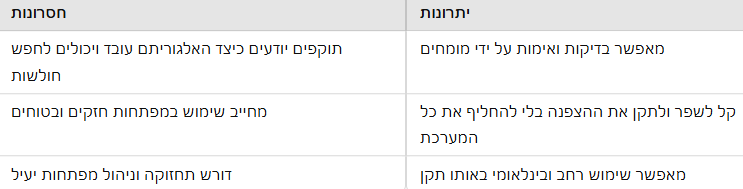 יתרונות
חסרונות
מאפשר בדיקות ואימות על ידי מומחים
תוקפים יודעים כיצד האלגוריתם עובד ויכולים לחפש
חולשות
קל לשפר ולתקן את ההצפנה בלי להחליף את כל
המערכת
מחייב שימוש במפתחות חזקים ובטוחים
מאפשר שימוש רחב ובינלאומי באותו תקן
דורש תחזוקה וניהול מפתחות יעיל